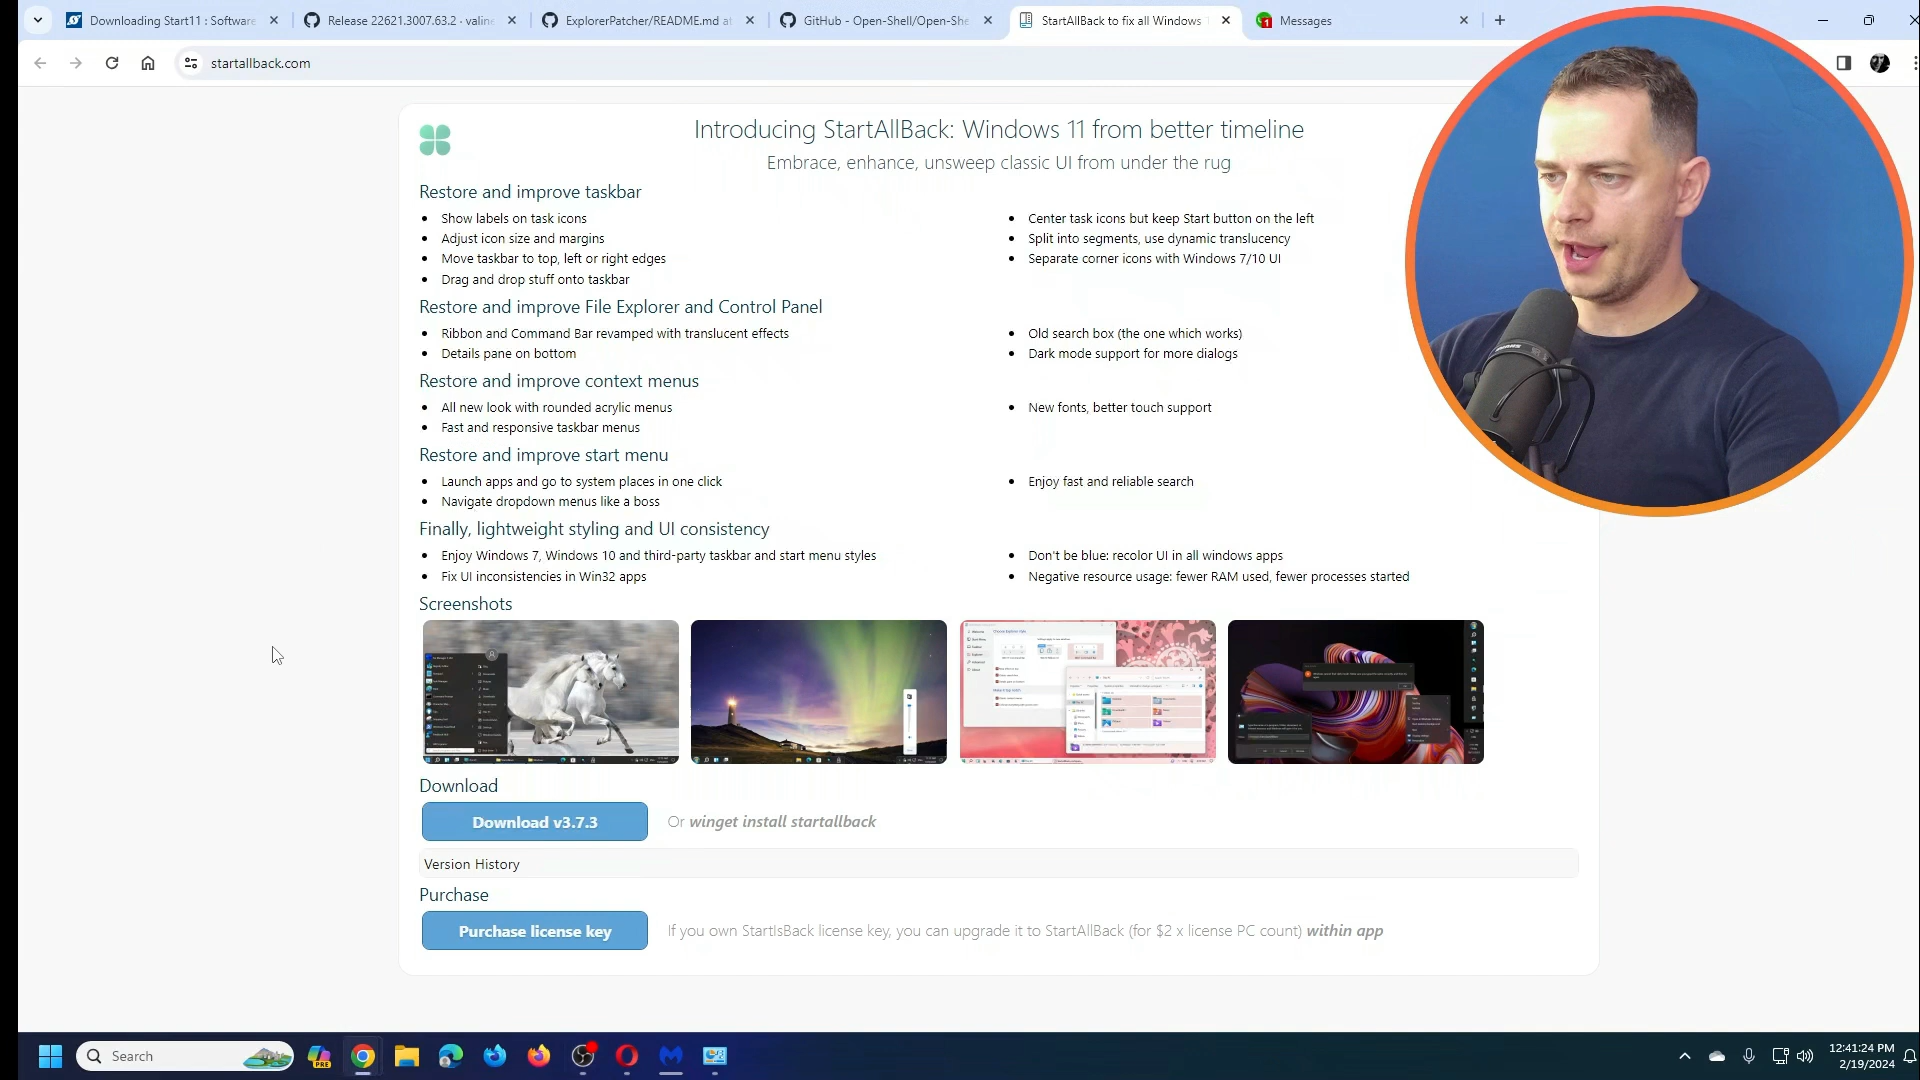 Downloading Start11 : Software
Release 22621.3007.63.2 · valine
ExplorerPatcher/README.md at
GitHub - Open-Shell/Open-She
StartAllBack to fix all Windows 1
Messages
startallback.com
Introducing StartAllBack: Windows 11 from better timeline
Embrace, enhance, unsweep classic UI from under the rug
Restore and improve taskbar
Show labels on task icons
Adjust icon size and margins
Move taskbar to top, left or right edges
Drag and drop stuff onto taskbar
Center task icons but keep Start button on the left
Split into segments, use dynamic translucency
Separate corner icons with Windows 7/10 UI
Restore and improve File Explorer and Control Panel
Ribbon and Command Bar revamped with translucent effects
Details pane on bottom
Old search box (the one which works)
Dark mode support for more dialogs
Restore and improve context menus
All new look with rounded acrylic menus
Fast and responsive taskbar menus
New fonts, better touch support
Restore and improve start menu
Launch apps and go to system places in one click
Navigate dropdown menus like a boss
Enjoy fast and reliable search
Finally, lightweight styling and UI consistency
Enjoy Windows 7, Windows 10 and third-party taskbar and start menu styles
Fix UI inconsistencies in Win32 apps
Don't be blue: recolor UI in all windows apps
Negative resource usage: fewer RAM used, fewer processes started
Screenshots
Download
Download v3.7.3
Or winget install startallback
Version History
Purchase
Purchase license key
If you own StartIsBack license key, you can upgrade it to StartAllBack (for $2 x license PC count) within app
Search
PRE
12:41:24 PM
2/19/2024